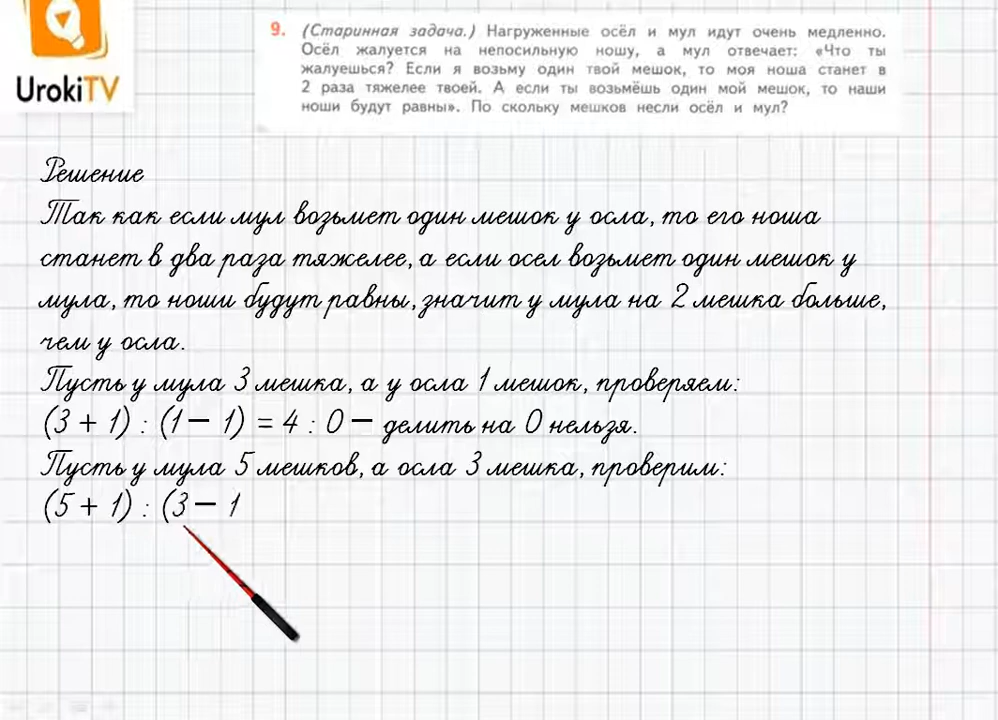 UrokiTV
9. (Старинная задача.) Нагруженные осёл и мул идут очень медленно.
Осёл жалуется на непосильную ношу, а мул отвечает: «Что ты
жалуешься? Если я возьму один твой мешок, то моя ноша станет в
2 раза тяжелее твоей. А если ты возьмёшь один мой мешок, то наши
ноши будут равны». По скольку мешков несли осёл и мул?
Решение
Так как если мул возьмет один мешок у осла, то его ноша
станет в два раза тяжелее, а если осел возьмет один мешок у
мула, то ноши будут равны, значит у мула на 2 мешка больше,
чем у осла.
Пусть у мула 3 мешка, а у осла 1 мешок, проверяем:
(3 + 1) : (1 − 1) = 4 : 0 − делить на 0 нельзя.
Пусть у мула 5 мешков, а осла 3 мешка, проверим:
(5 + 1) : (3 − 1